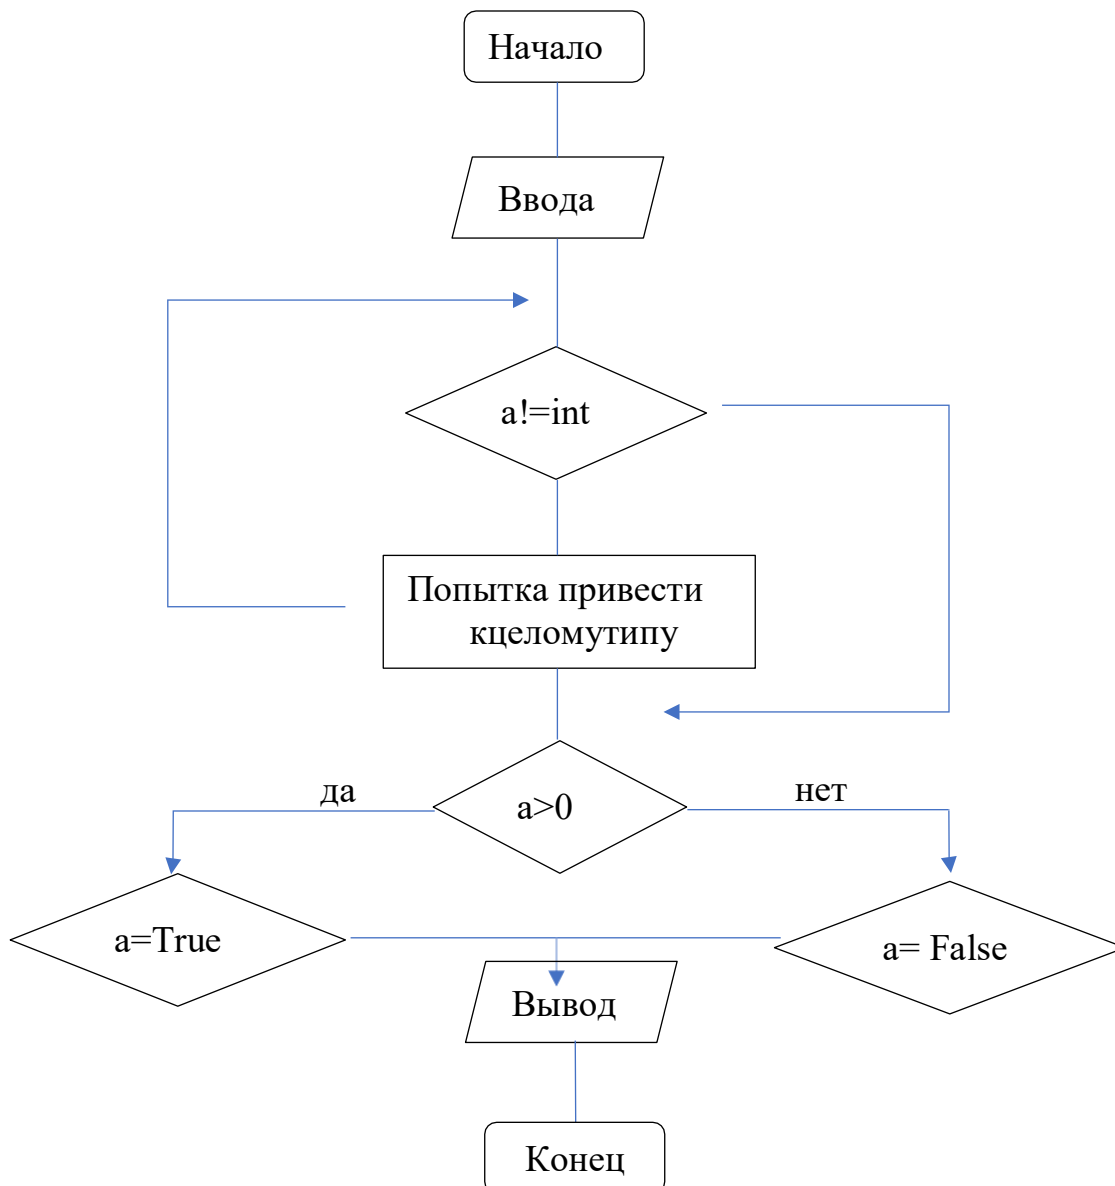 Начало
Ввода
a!=int
Попытка привести
кцеломутипу
a>0
да
нет
a=True
a= False
Вывод
Конец